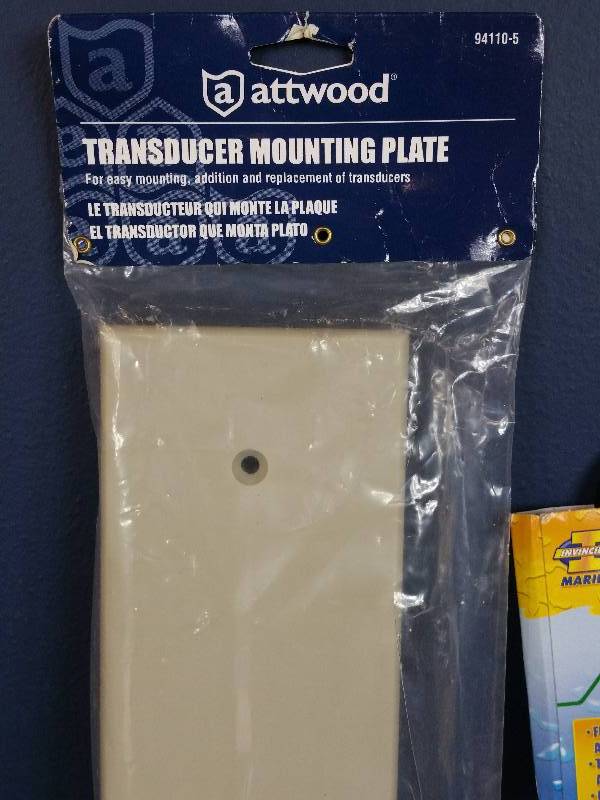 94110-5
a attwood®
TRANSDUCER MOUNTING PLATE
For easy mounting, addition and replacement of transducers
LE TRANSDUCTEUR QUI MONTE LA PLAQUE
EL TRANSDUCTOR QUE MONTA PLATO